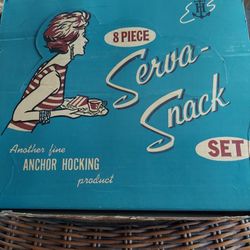 8 PIECE
Serva-
Snack
SET
Another fine
ANCHOR HOCKING
product